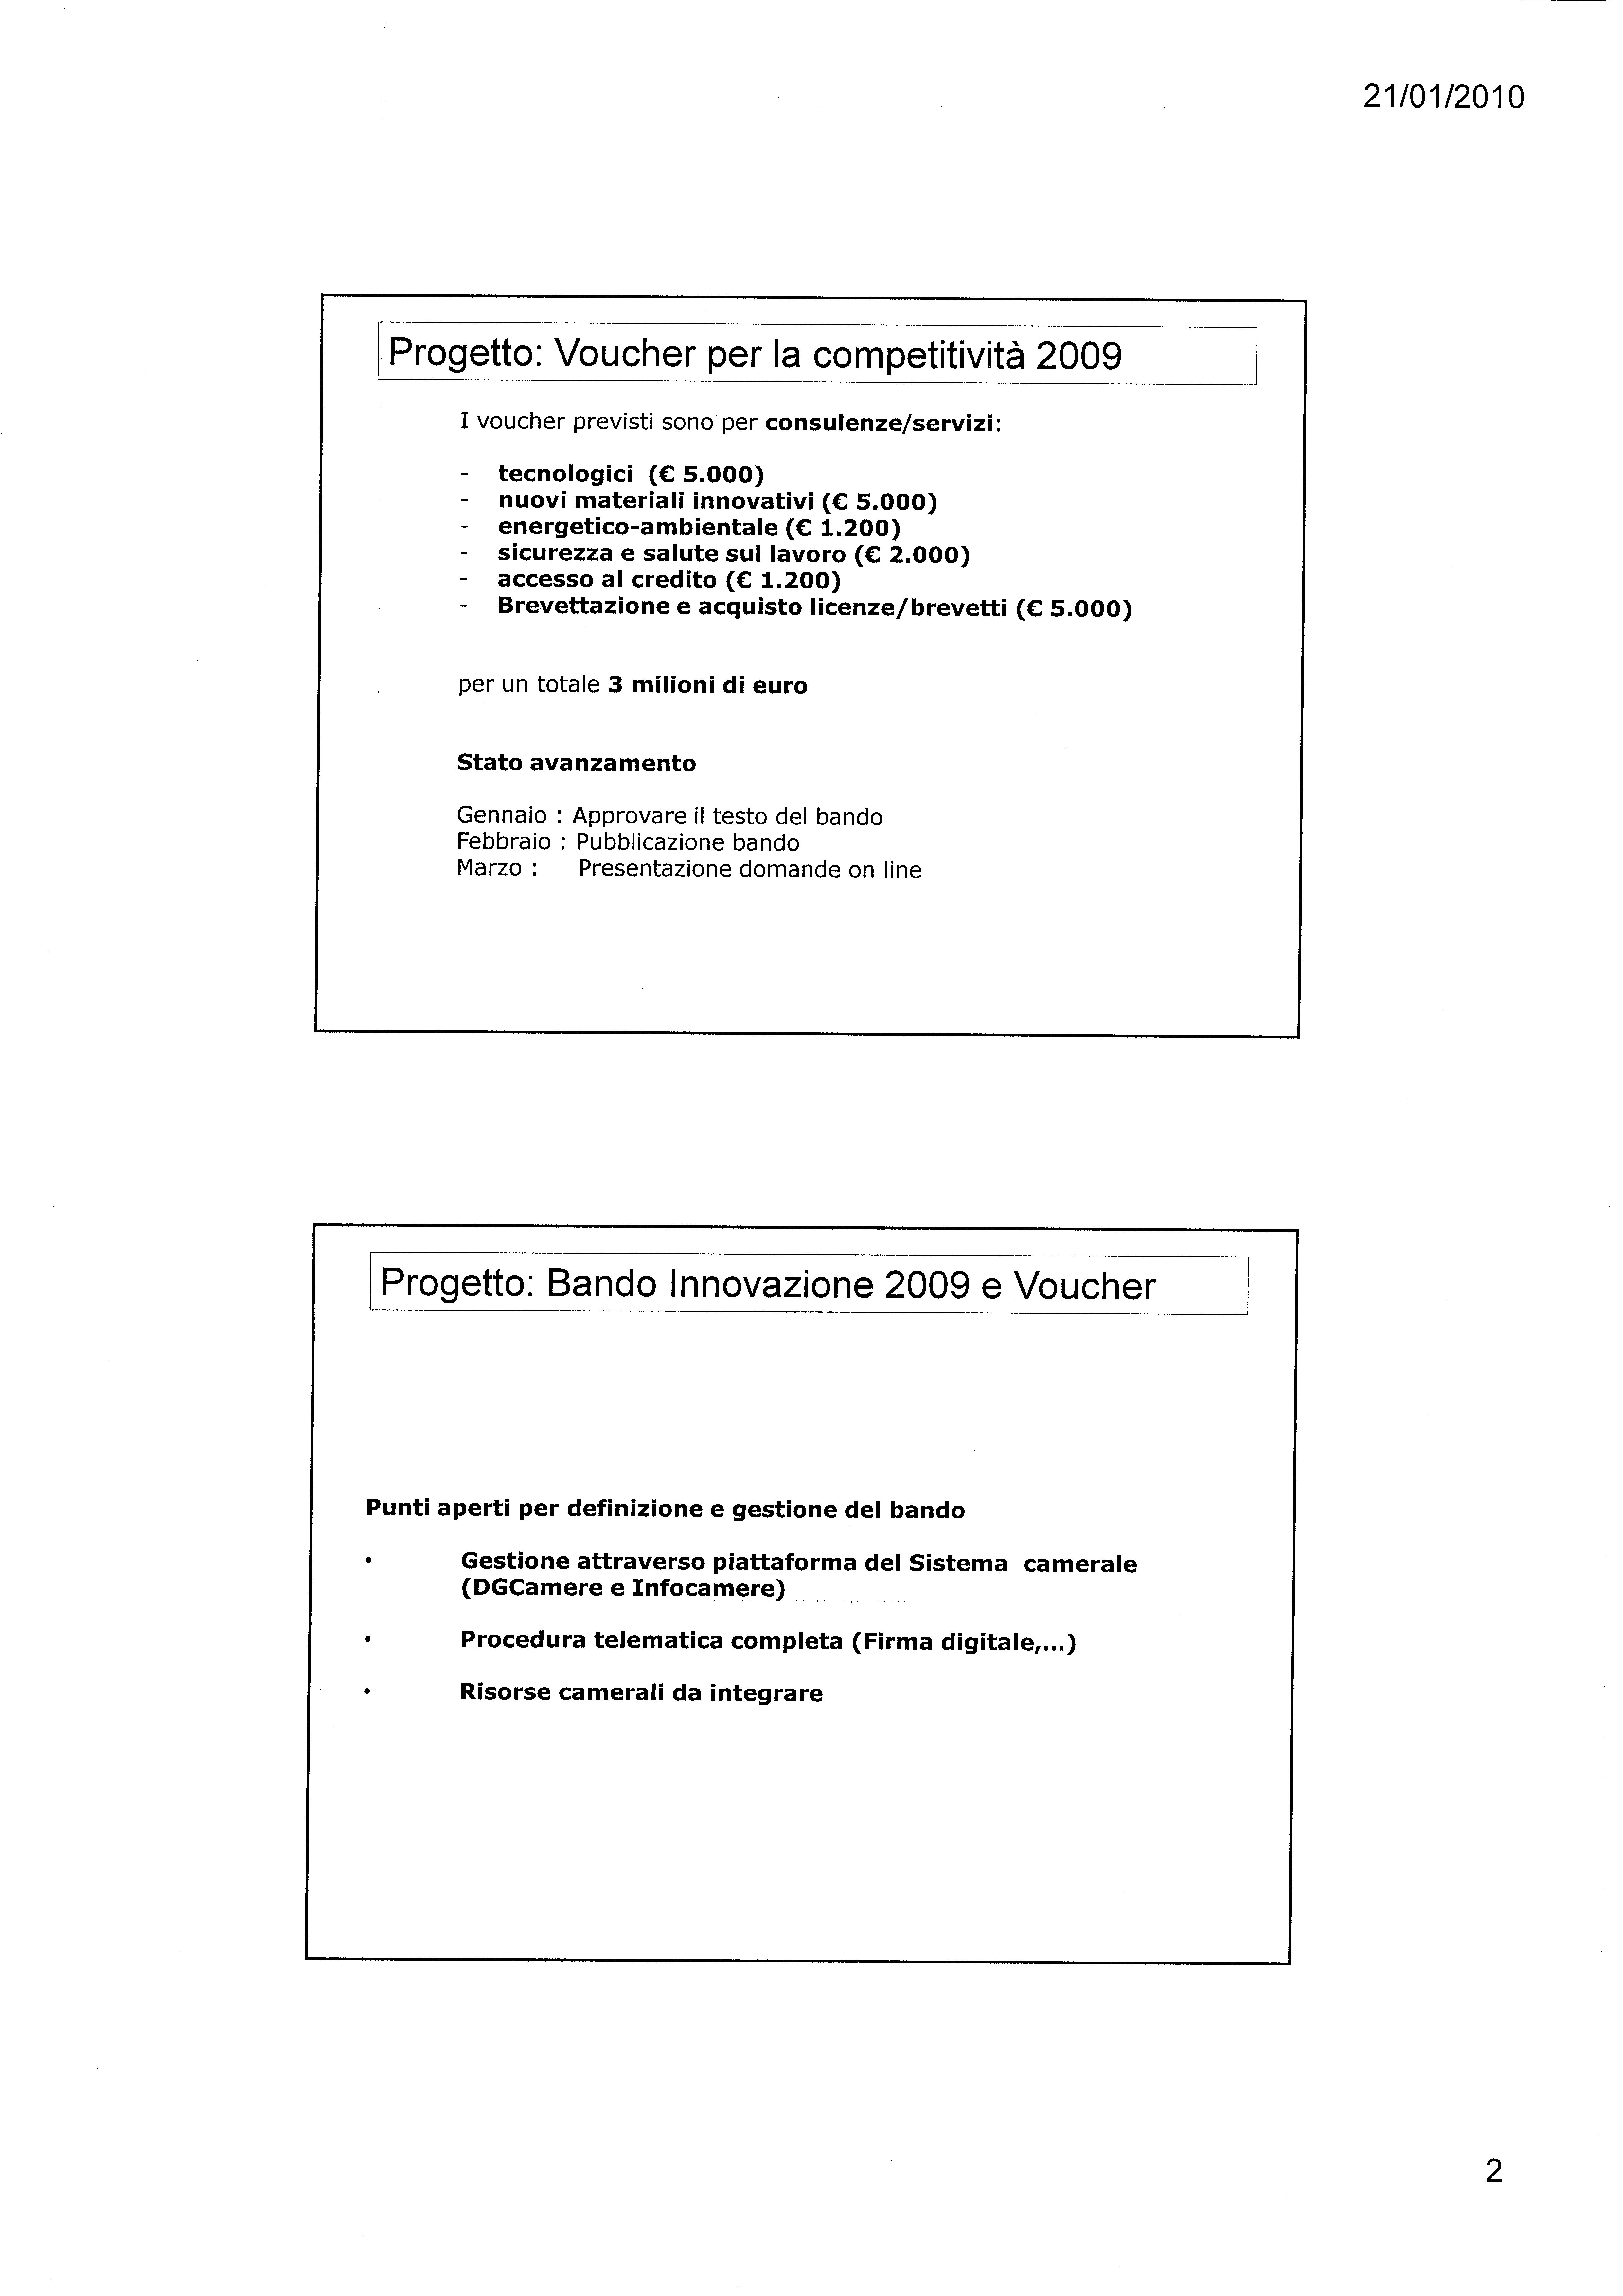 21/01/2010
Progetto: Voucher per la competitività 2009
I voucher previsti sono per consulenze/servizi:
- tecnologici (€ 5.000)
- nuovi materiali innovativi (€ 5.000)
- energetico-ambientale (€ 1.200)
- sicurezza e salute sul lavoro (€ 2.000)
- accesso al credito (€ 1.200)
- Brevettazione e acquisto licenze/brevetti (€ 5.000)
per un totale 3 milioni di euro
Stato avanzamento
Gennaio : Approvare il testo del bando
Febbraio : Pubblicazione bando
Marzo : Presentazione domande on line
Progetto: Bando Innovazione 2009 e Voucher
Punti aperti per definizione e gestione del bando
• Gestione attraverso piattaforma del Sistema camerale
(DGCamere e Infocamere)
• Procedura telematica completa (Firma digitale,...)
• Risorse camerali da integrare
2